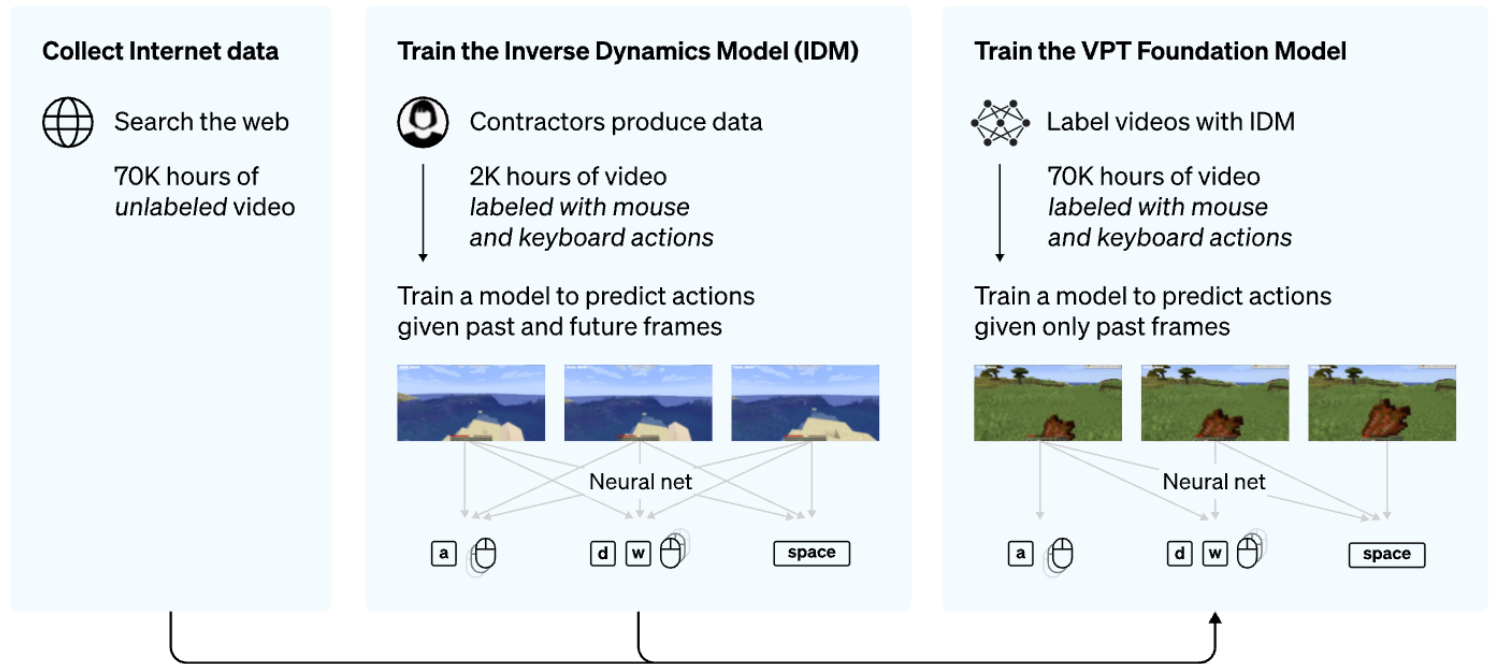 Collect Internet data
Search the web
70K hours of
unlabeled video
Train the Inverse Dynamics Model (IDM)
Contractors produce data
2K hours of video
labeled with mouse
and keyboard actions
Train a model to predict actions
given past and future frames
Neural net
a
d
w
space
Train the VPT Foundation Model
Label videos with IDM
70K hours of video
labeled with mouse
and keyboard actions
Train a model to predict actions
given only past frames
Neural net
a
d
w
space